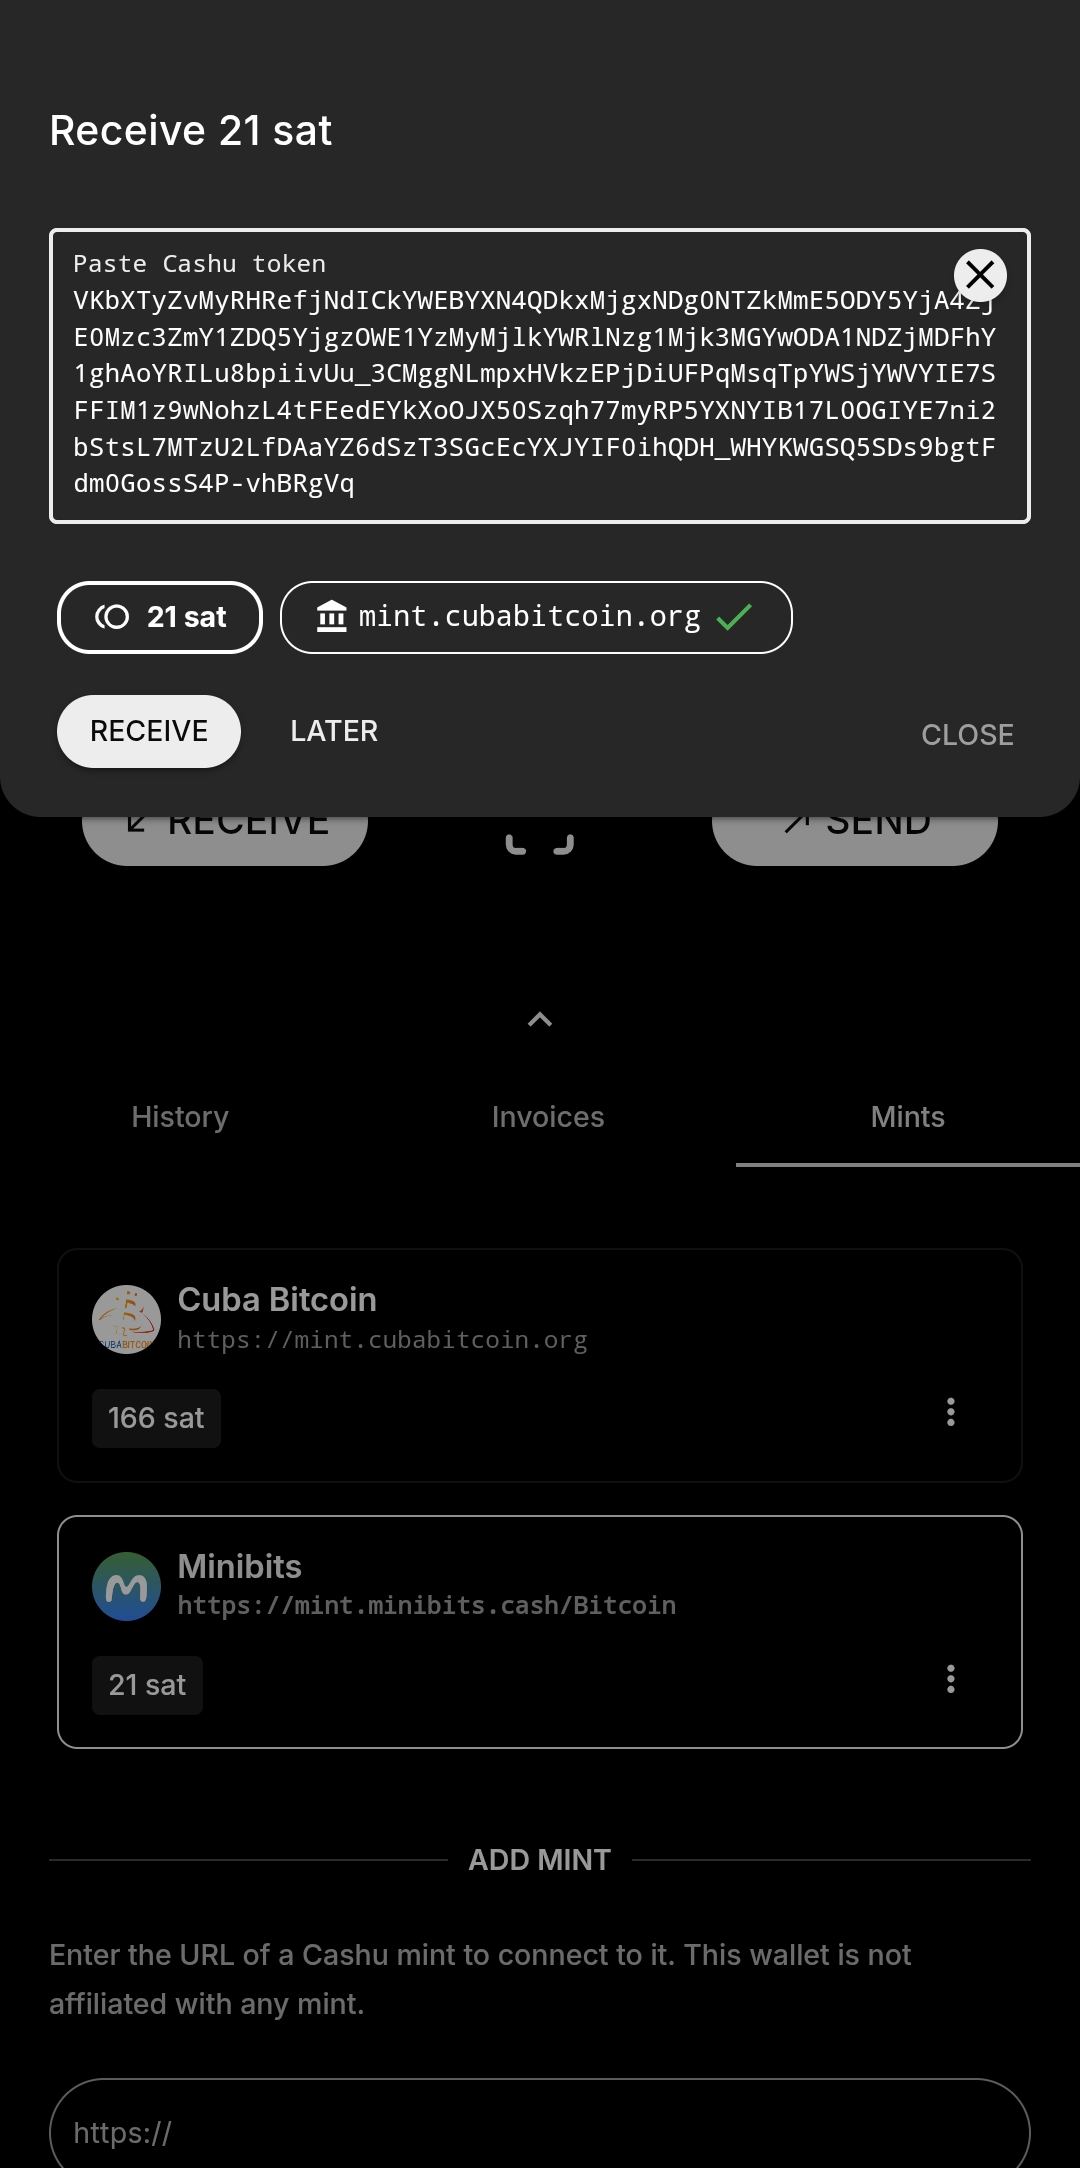 Receive 21 sat
Paste Cashu token
VKbXTyZvMyRHRefjNdICkYWEBYXN4QDkxMjgxNDg0NTZkMmE5ODY5YjA4Zj
E0Mzc3ZmY1ZDQ5YjgzOWE1YzMyMjlkYWRlNzg1Mjk3MGYwODA1NDZjMDFhY
1ghAoYRILu8bpiivUu_3CMggNLmpxHVkzEPjDiUFPqMsqTpYWSjYWVYIE7S
FFIM1z9wNohzL4tFEedEYkXoOJX50Szqh77myRP5YXNYIB17L0OGIYE7ni2
bStsL7MTzU2LfDAaYZ6dSzT3SGcEcYXJYIF0ihQDH_WHYKWGSQ5SDs9bgtF
dm0GossS4P-vhBRgVq
21 sat
mint.cubabitcoin.org
RECEIVE
LATER
CLOSE
RECEIVE
SEND
History
Invoices
Mints
Cuba Bitcoin
https://mint.cubabitcoin.org
CUBABITCOIN
166 sat
Minibits
https://mint.minibits.cash/Bitcoin
21 sat
ADD MINT
Enter the URL of a Cashu mint to connect to it. This wallet is not
affiliated with any mint.
https://